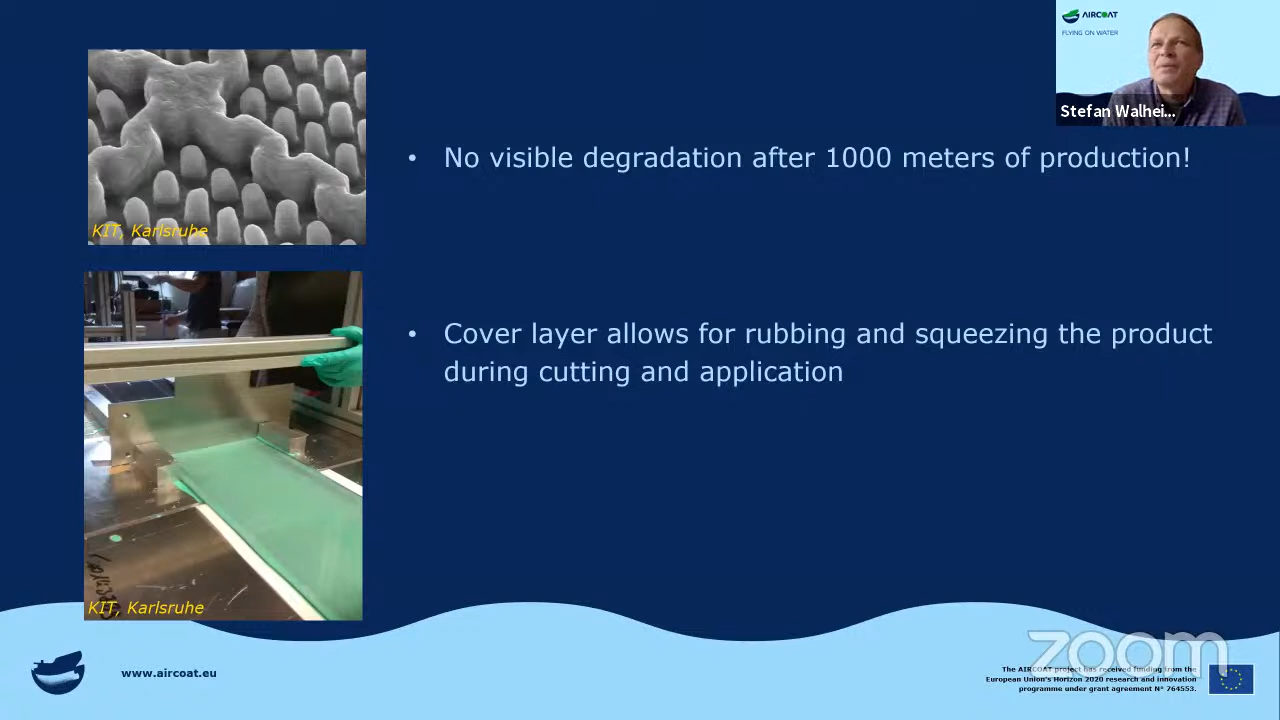 AIRCOAT
FLYING ON WATER
Stefan Walhei...
• No visible degradation after 1000 meters of production!
KIT, Karlsruhe
• Cover layer allows for rubbing and squeezing the product
during cutting and application
KIT, Karlsruhe
www.aircoat.eu
zoom
The AIRCOAT project has received funding from the
European Union's Horizon 2020 research and innovation
programme under grant agreement N° 764553.